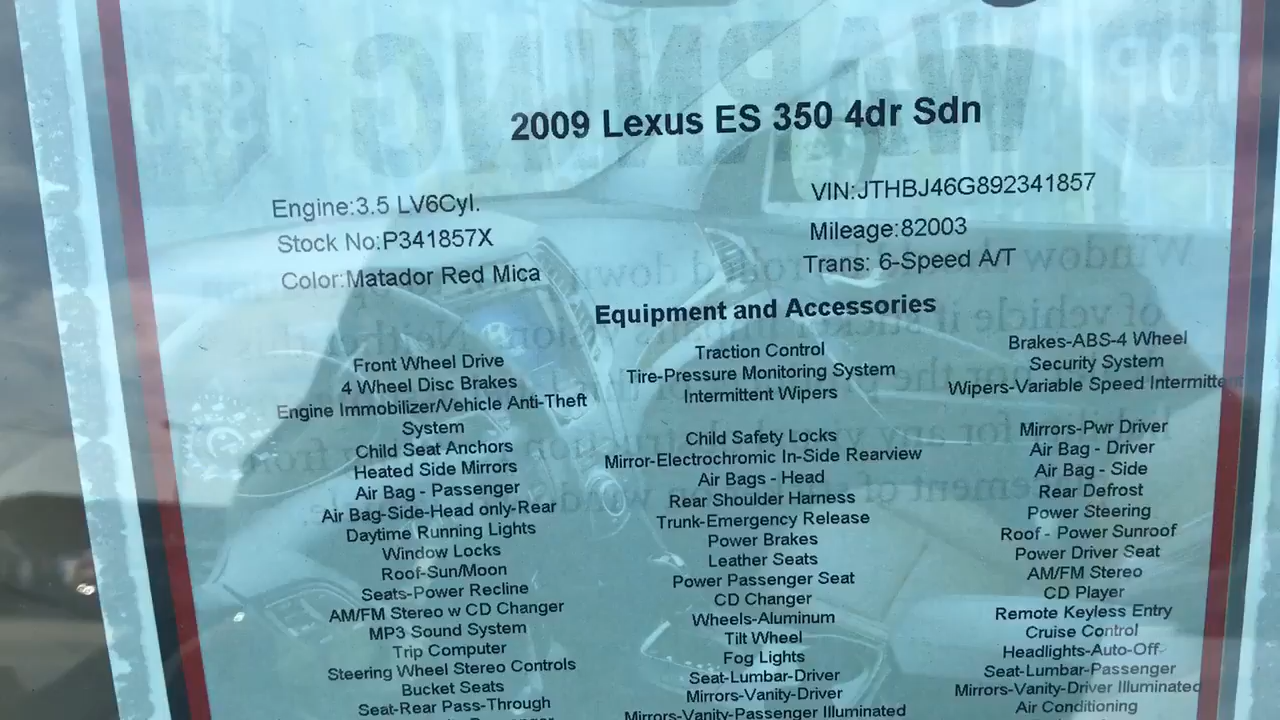 2009 Lexus ES 350 4dr Sdn
Engine:3.5 LV6Cyl.
VIN:JTHBJ46G892341857
Stock No:P341857X
Mileage:82003
Color:Matador Red Mica
Trans: 6-Speed A/T
Equipment and Accessories
Front Wheel Drive
4 Wheel Disc Brakes
Engine Immobilizer/Vehicle Anti-Theft
System
Child Seat Anchors
Heated Side Mirrors
Air Bag - Passenger
Air Bag-Side-Head only-Rear
Daytime Running Lights
Window Locks
Roof-Sun/Moon
Seats-Power Recline
AM/FM Stereo w CD Changer
MP3 Sound System
Trip Computer
Steering Wheel Stereo Controls
Bucket Seats
Seat-Rear Pass-Through
Traction Control
Tire-Pressure Monitoring System
Intermittent Wipers
Child Safety Locks
Mirror-Electrochromic In-Side Rearview
Air Bags - Head
Rear Shoulder Harness
Trunk-Emergency Release
Power Brakes
Leather Seats
Power Passenger Seat
CD Changer
Wheels-Aluminum
Tilt Wheel
Fog Lights
Seat-Lumbar-Driver
Mirrors-Vanity-Driver
Mirrors-Vanity-Passenger Illuminated
Brakes-ABS-4 Wheel
Security System
Wipers-Variable Speed Intermittent
Mirrors-Pwr Driver
Air Bag - Driver
Air Bag - Side
Rear Defrost
Power Steering
Roof - Power Sunroof
Power Driver Seat
AM/FM Stereo
CD Player
Remote Keyless Entry
Cruise Control
Headlights-Auto-Off
Seat-Lumbar-Passenger
Mirrors-Vanity-Driver Illuminated
Air Conditioning
WARNING
STOP
STOP